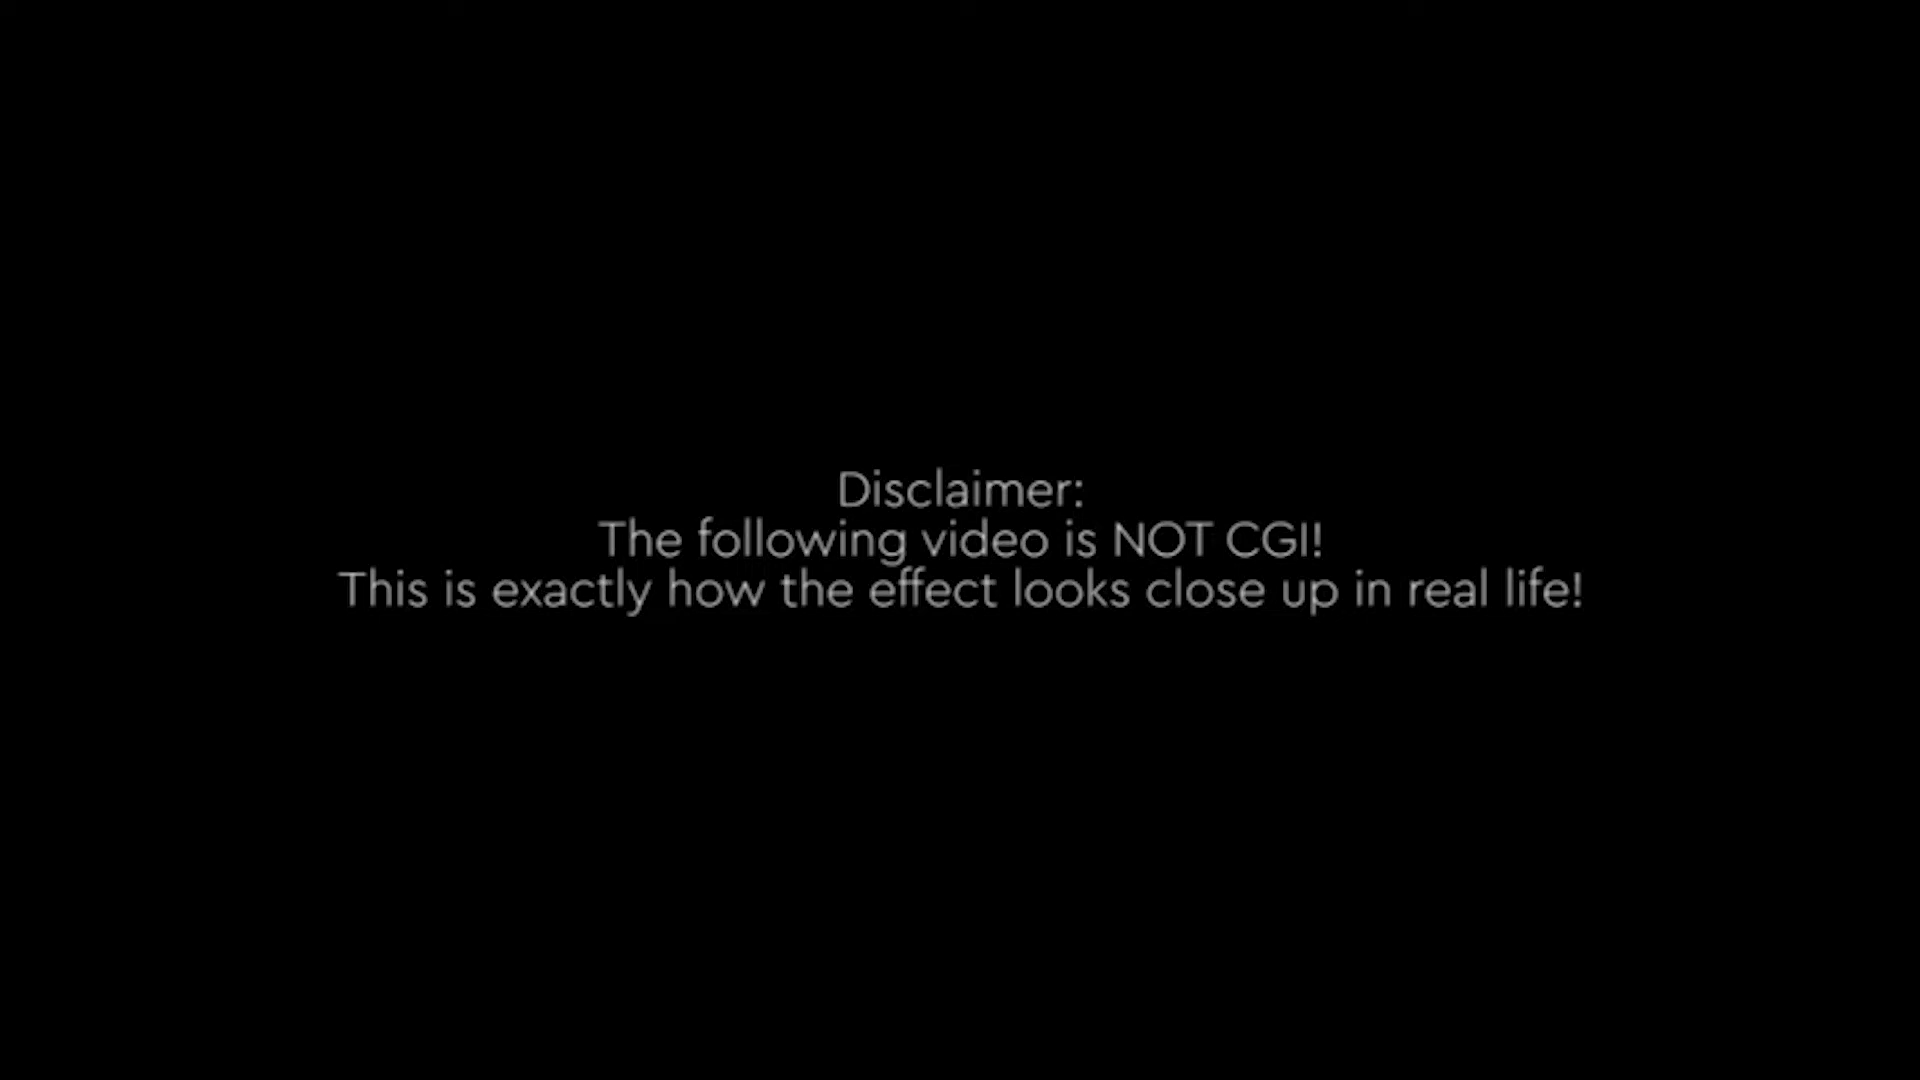 Disclaimer:
The following video is NOT CGI!
This is exactly how the effect looks close up in real life!